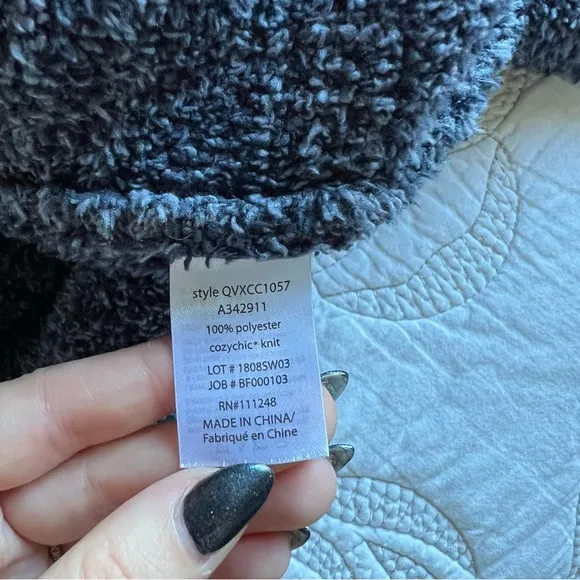 style QVXCC1057
A342911
100% polyester
cozychic* knit
LOT # 1808SW03
JOB # BF000103
RN#111248
MADE IN CHINA/
Fabriqué en Chine